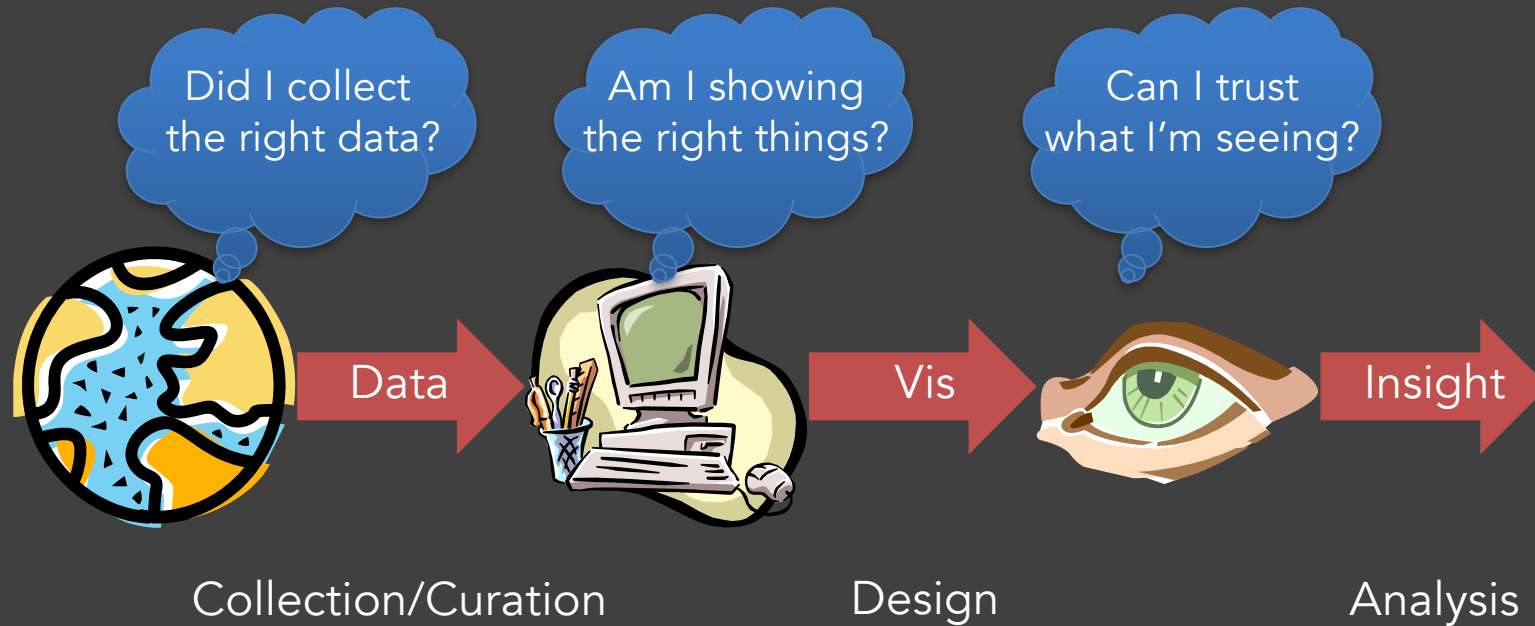 Did I collect
the right data?
Am I showing
the right things?
Can I trust
what I'm seeing?
Data
Vis
Insight
Collection/Curation
Design
Analysis